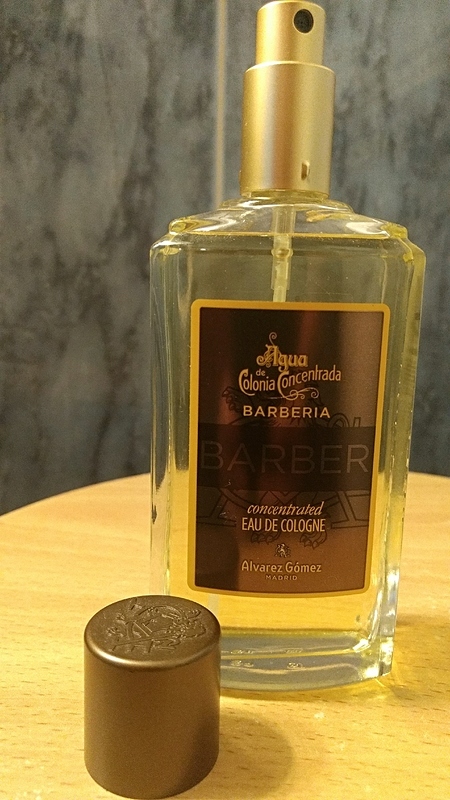 Agua
de
Colonia Concentrada
BARBERIA
BARBER
concentrated
EAU DE COLOGNE
Alvarez Gómez
MADRID